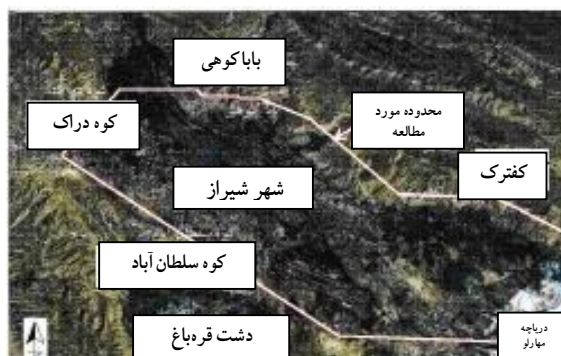 باباکوهی
محدوده مورد
مطالعه
کوه دراک
کفترک
شهر شیراز
کوه سلطان آباد
دشت قره‌باغ
دریاچه
مهارلو